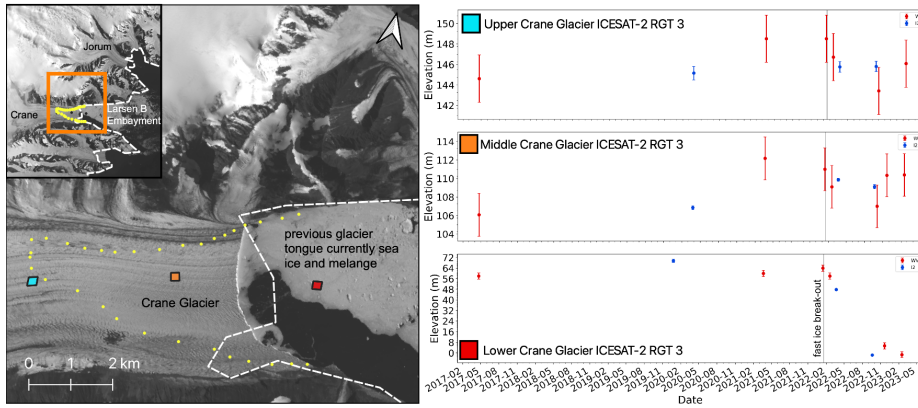 Jorum
Crane
Larsen B
Embayment
previous glacier
tongue currently sea
ice and melange
Crane Glacier
0 1 2 km
Upper Crane Glacier ICESAT-2 RGT 3
Elevation (m)
150
148
146
144
142
I2
Middle Crane Glacier ICESAT-2 RGT 3
Elevation (m)
114
112
110
108
106
104
I2
Lower Crane Glacier ICESAT-2 RGT 3
Elevation (m)
72
64
56
48
40
32
24
16
8
0
I2
fast ice break-out
2017-02
2017-05
2017-08
2017-11
2018-02
2018-05
2018-08
2018-11
2019-02
2019-05
2019-08
2019-11
2020-02
2020-05
2020-08
2020-11
2021-02
2021-05
2021-08
2021-11
2022-02
2022-05
2022-08
2022-11
2023-02
2023-05
Date